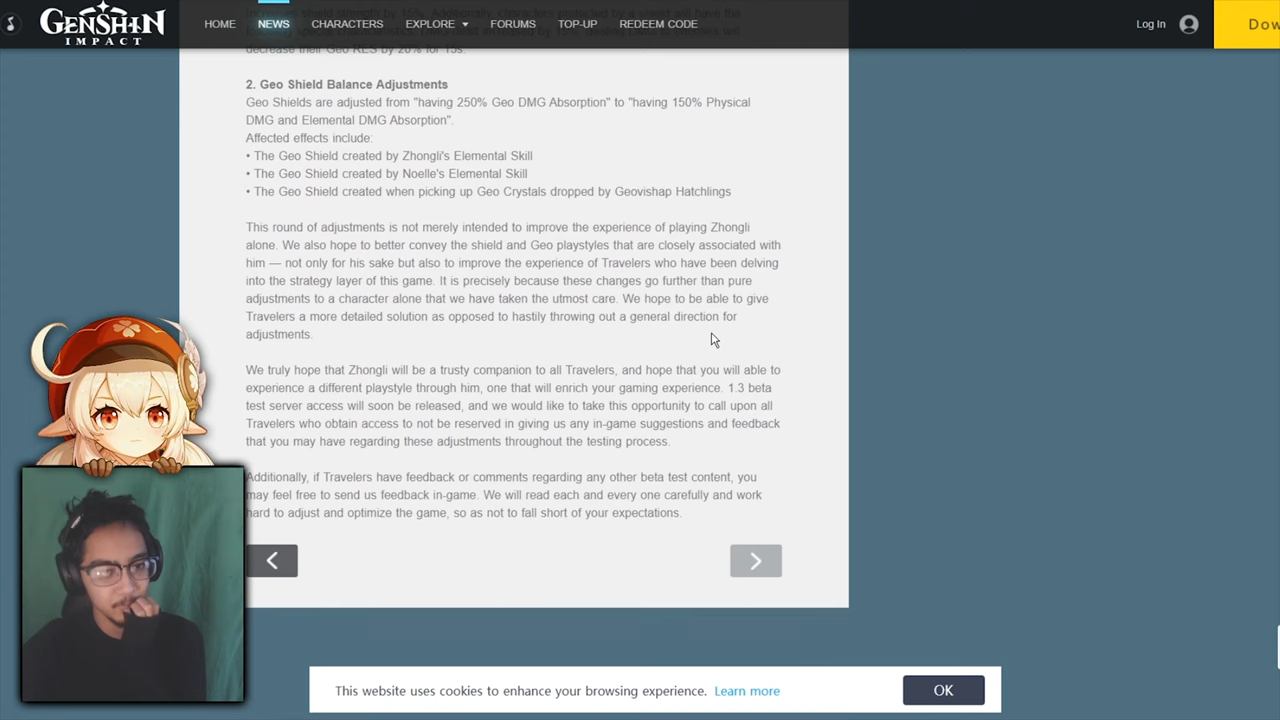 GENSHIN
IMPACT
HOME
NEWS
CHARACTERS
EXPLORE
FORUMS
TOP-UP
REDEEM CODE
Log In
Dow
decrease their Geo RES by 20% for 15s.
2. Geo Shield Balance Adjustments
Geo Shields are adjusted from "having 250% Geo DMG Absorption" to "having 150% Physical
DMG and Elemental DMG Absorption".
Affected effects include:
• The Geo Shield created by Zhongli's Elemental Skill
• The Geo Shield created by Noelle's Elemental Skill
• The Geo Shield created when picking up Geo Crystals dropped by Geovishap Hatchlings
This round of adjustments is not merely intended to improve the experience of playing Zhongli
alone. We also hope to better convey the shield and Geo playstyles that are closely associated with
him — not only for his sake but also to improve the experience of Travelers who have been delving
into the strategy layer of this game. It is precisely because these changes go further than pure
adjustments to a character alone that we have taken the utmost care. We hope to be able to give
Travelers a more detailed solution as opposed to hastily throwing out a general direction for
adjustments.
We truly hope that Zhongli will be a trusty companion to all Travelers, and hope that you will able to
experience a different playstyle through him, one that will enrich your gaming experience. 1.3 beta
test server access will soon be released, and we would like to take this opportunity to call upon all
Travelers who obtain access to not be reserved in giving us any in-game suggestions and feedback
that you may have regarding these adjustments throughout the testing process.
Additionally, if Travelers have feedback or comments regarding any other beta test content, you
may feel free to send us feedback in-game. We will read each and every one carefully and work
hard to adjust and optimize the game, so as not to fall short of your expectations.
This website uses cookies to enhance your browsing experience. Learn more
OK